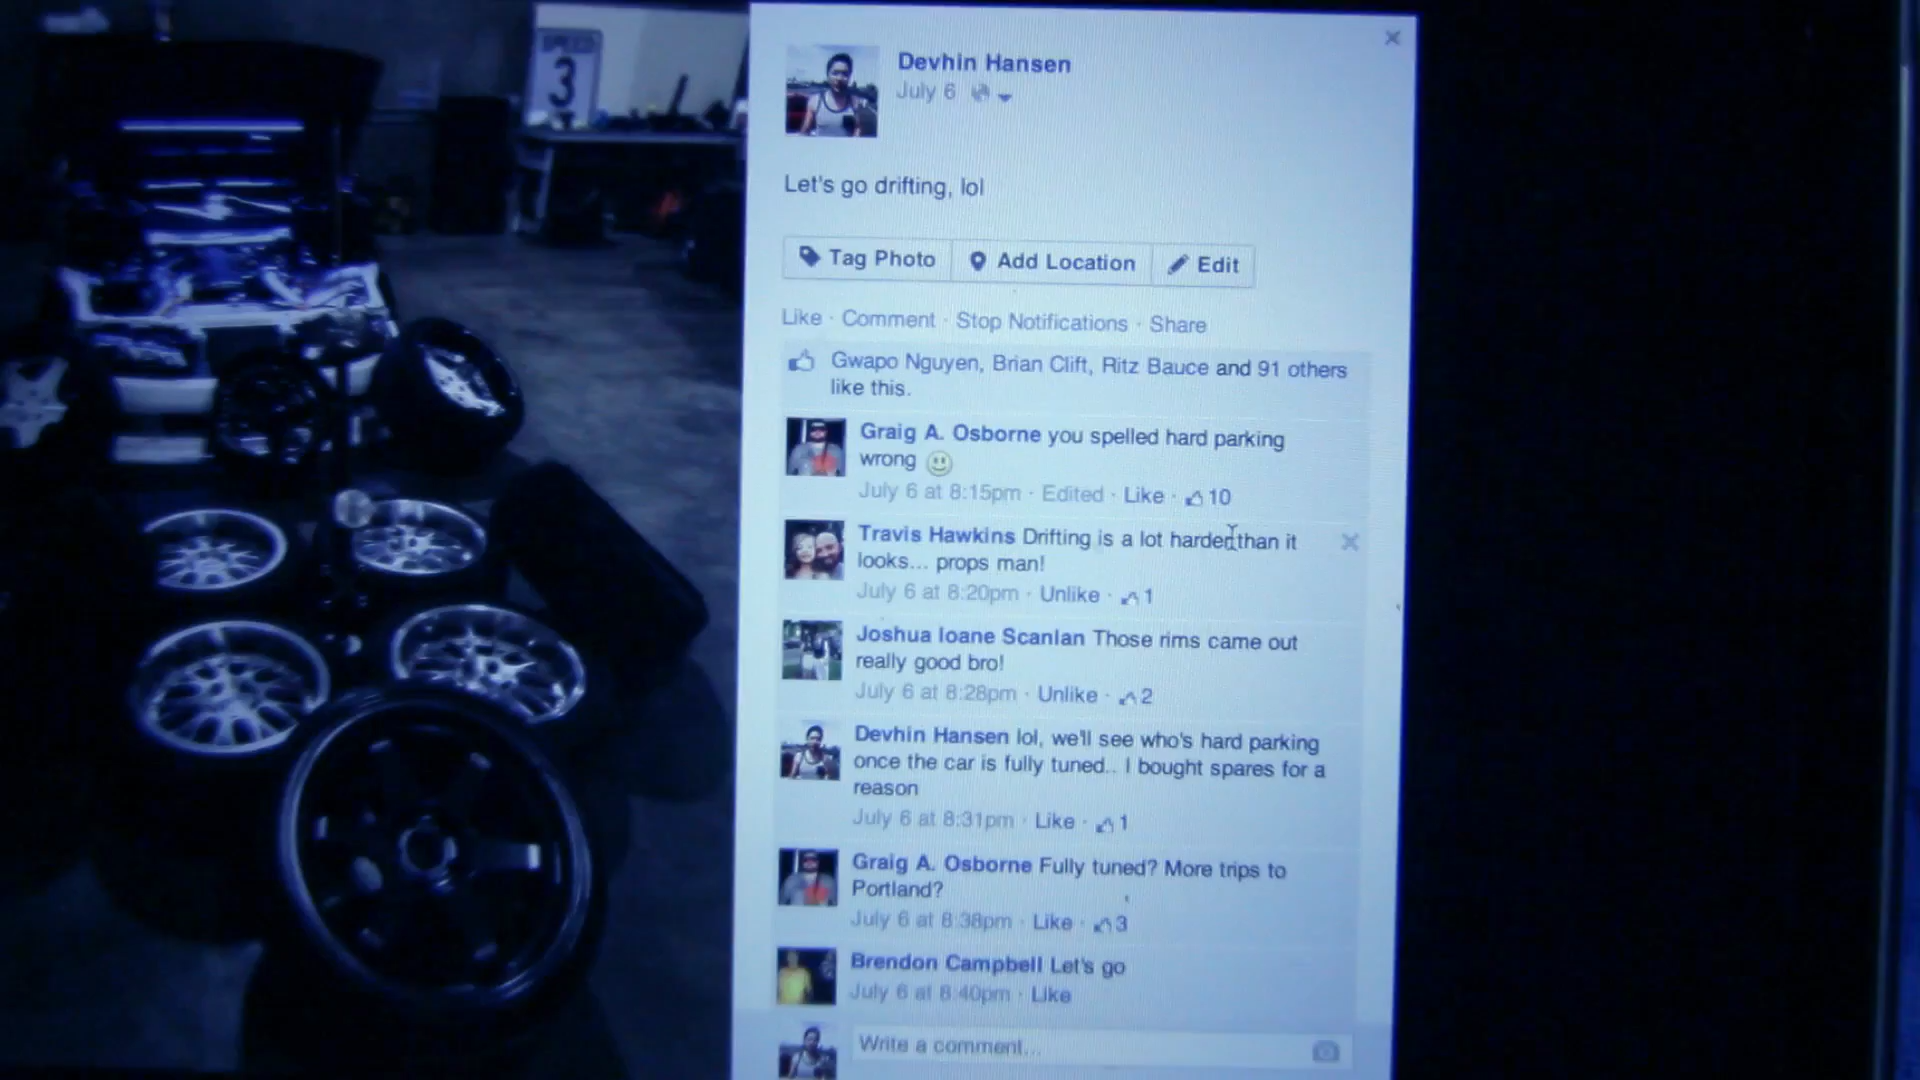 SPEED
3
Devhin Hansen
July 6
Let's go drifting, lol
Tag Photo
Add Location
Edit
Like · Comment · Stop Notifications · Share
Gwapo Nguyen, Brian Clift, Ritz Bauce and 91 others
like this.
Graig A. Osborne you spelled hard parking
wrong
July 6 at 8:15pm · Edited · Like · 10
Travis Hawkins Drifting is a lot harder than it
looks... props man!
July 6 at 8:20pm · Unlike · 1
Joshua Ioane Scanlan Those rims came out
really good bro!
July 6 at 8:28pm · Unlike · 2
Devhin Hansen lol, we'll see who's hard parking
once the car is fully tuned.. I bought spares for a
reason
July 6 at 8:31pm · Like · 1
Graig A. Osborne Fully tuned? More trips to
Portland?
July 6 at 8:38pm · Like · 3
Brendon Campbell Let's go
July 6 at 8:40pm · Like
Write a comment...